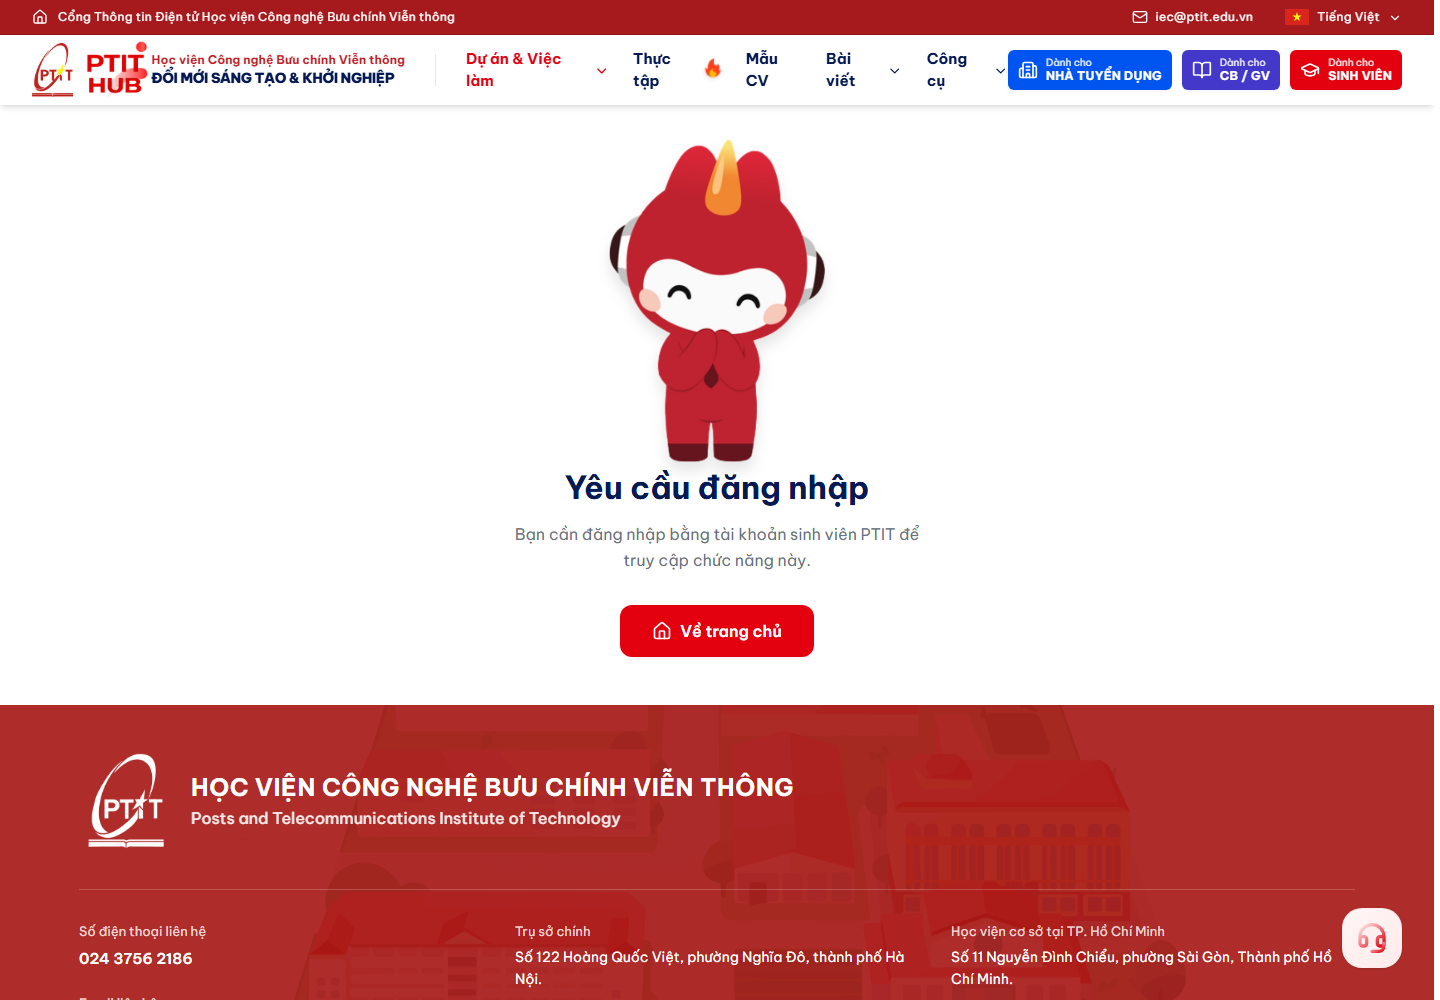 Cổng Thông tin Điện tử Học viện Công nghệ Bưu chính Viễn thông
iec@ptit.edu.vn
Tiếng Việt
PTIT
PTIT
HUB
Học viện Công nghệ Bưu chính Viễn thông
ĐỔI MỚI SÁNG TẠO & KHỞI NGHIỆP
Dự án & Việc
làm
Thực
tập
Mẫu
CV
Bài
viết
Công
cụ
Dành cho
NHÀ TUYỂN DỤNG
Dành cho
CB / GV
Dành cho
SINH VIÊN
Yêu cầu đăng nhập
Bạn cần đăng nhập bằng tài khoản sinh viên PTIT để
truy cập chức năng này.
Về trang chủ
PTIT
HỌC VIỆN CÔNG NGHỆ BƯU CHÍNH VIỄN THÔNG
Posts and Telecommunications Institute of Technology
Số điện thoại liên hệ
024 3756 2186
Trụ sở chính
Số 122 Hoàng Quốc Việt, phường Nghĩa Đô, thành phố Hà
Nội.
Học viện cơ sở tại TP. Hồ Chí Minh
Số 11 Nguyễn Đình Chiểu, phường Sài Gòn, Thành phố Hồ
Chí Minh.